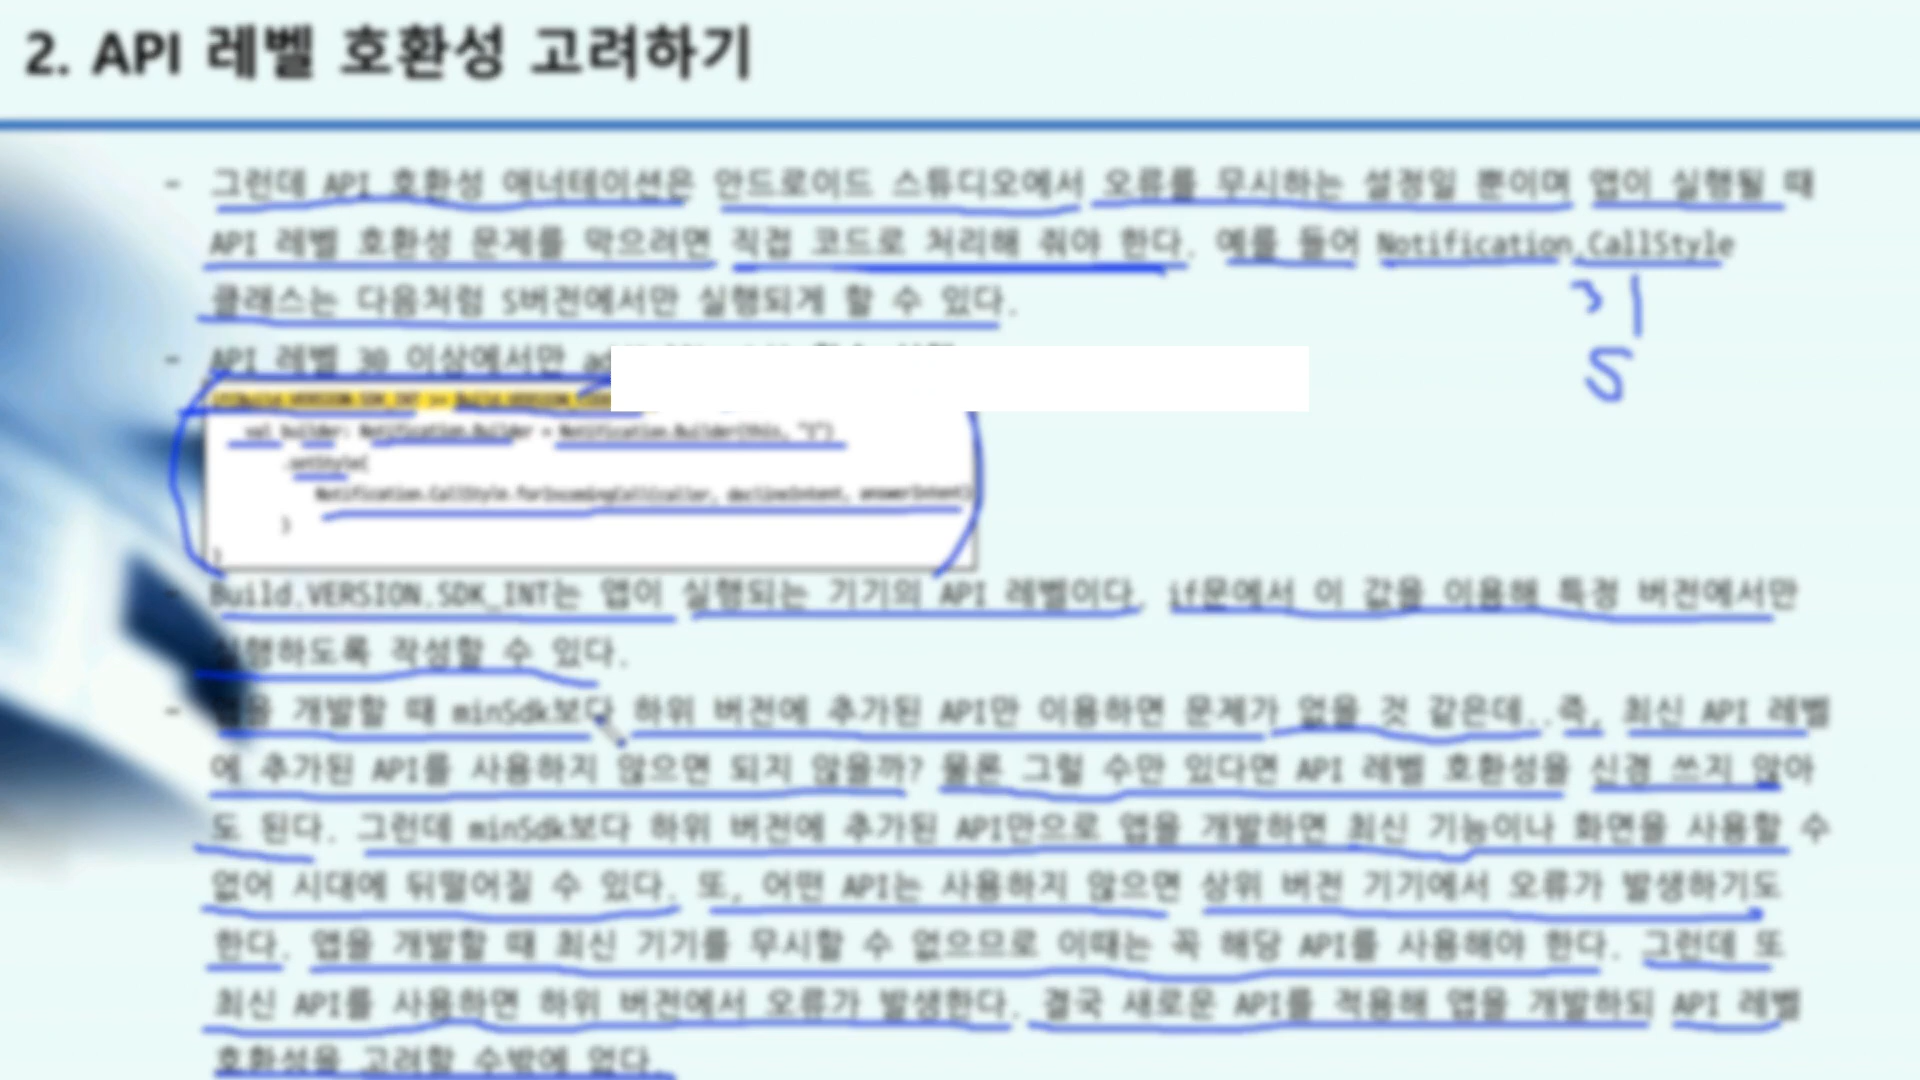 2. API 레벨 호환성 고려하기
- 그런데 API 호환성 애너테이션은 안드로이드 스튜디오에서 오류를 무시하는 설정일 뿐이며 앱이 실행될 때
API 레벨 호환성 문제를 막으려면 직접 코드로 처리해 줘야 한다. 예를 들어 Notification.CallStyle
클래스는 다음처럼 S버전에서만 실행되게 할 수 있다.
31
S
- API 레벨 30 이상에서만
if(Build.VERSION.SDK_INT >= Build.VERSION_
val builder: Notification.Builder = Notification.Builder(this, "1")
.setStyle(
Notification.CallStyle.forIncomingCall(caller, declineIntent, answerIntent)
)
}
Build.VERSION.SDK_INT는 앱이 실행되는 기기의 API 레벨이다. if문에서 이 값을 이용해 특정 버전에서만
실행하도록 작성할 수 있다.
- 앱을 개발할 때 minSdk보다 하위 버전에 추가된 API만 이용하면 문제가 없을 것 같은데..즉, 최신 API 레벨
에 추가된 API를 사용하지 않으면 되지 않을까? 물론 그럴 수만 있다면 API 레벨 호환성을 신경 쓰지 않아
도 된다. 그런데 minSdk보다 하위 버전에 추가된 API만으로 앱을 개발하면 최신 기능이나 화면을 사용할 수
없어 시대에 뒤떨어질 수 있다. 또, 어떤 API는 사용하지 않으면 상위 버전 기기에서 오류가 발생하기도
한다. 앱을 개발할 때 최신 기기를 무시할 수 없으므로 이때는 꼭 해당 API를 사용해야 한다. 그런데 또
최신 API를 사용하면 하위 버전에서 오류가 발생한다. 결국 새로운 API를 적용해 앱을 개발하되 API 레벨
호환성을 고려할 수밖에 없다.